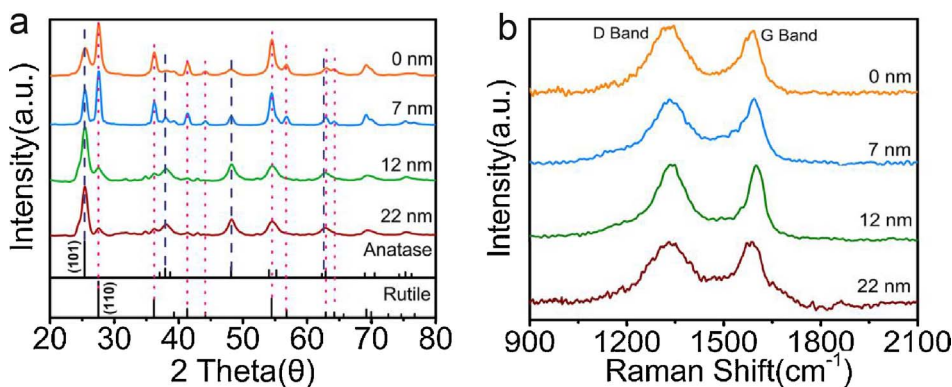 a
Intensity(a.u.)
0 nm
7 nm
12 nm
22 nm
Anatase
(101)
(110)
Rutile
20 30 40 50 60 70 80
2 Theta(θ)
b
Intensity(a.u.)
D Band
G Band
0 nm
7 nm
12 nm
22 nm
900 1200 1500 1800 2100
Raman Shift(cm⁻¹)